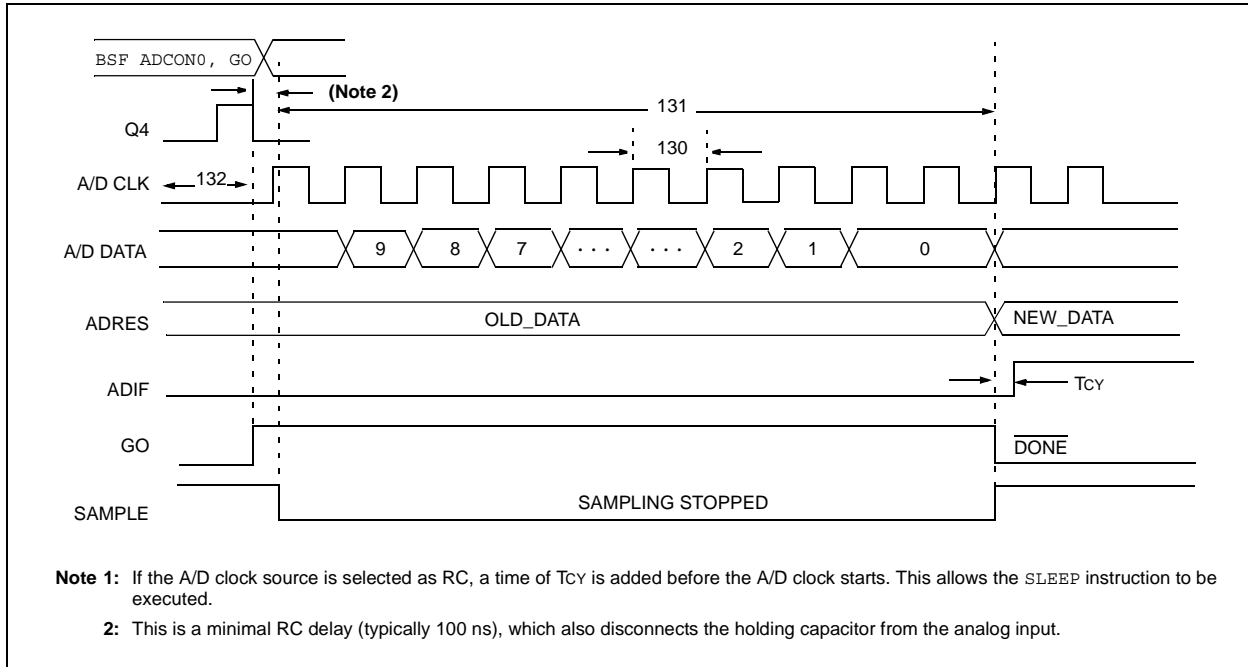 BSF ADCON0, GO
(Note 2)
131
Q4
130
A/D CLK
132
A/D DATA
9 8 7 · · · · · · 2 1 0
ADRES
OLD_DATA
NEW_DATA
ADIF
TCY
GO
DONE
SAMPLE
SAMPLING STOPPED
Note 1: If the A/D clock source is selected as RC, a time of TCY is added before the A/D clock starts. This allows the SLEEP instruction to be
executed.
2: This is a minimal RC delay (typically 100 ns), which also disconnects the holding capacitor from the analog input.